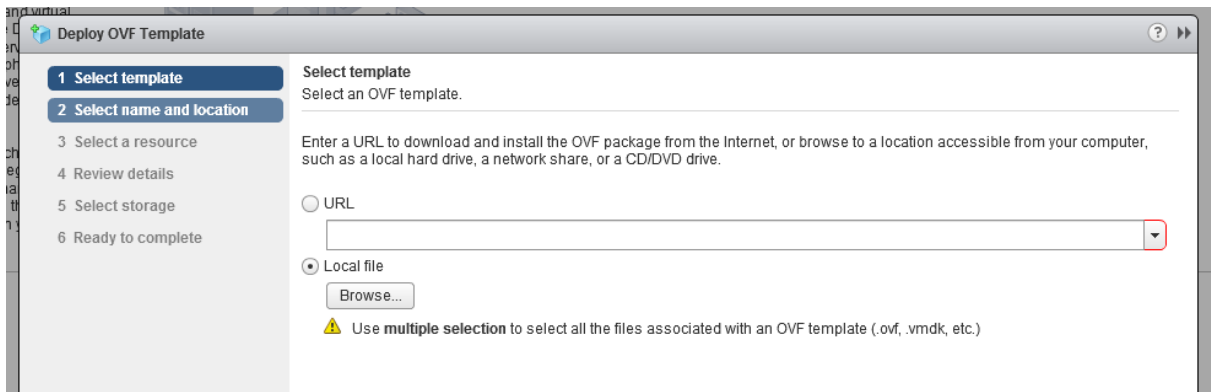 and virtual
Deploy OVF Template
?
1 Select template
2 Select name and location
3 Select a resource
4 Review details
5 Select storage
6 Ready to complete
Select template
Select an OVF template.
Enter a URL to download and install the OVF package from the Internet, or browse to a location accessible from your computer,
such as a local hard drive, a network share, or a CD/DVD drive.
URL
Local file
Browse...
Use multiple selection to select all the files associated with an OVF template (.ovf, .vmdk, etc.)